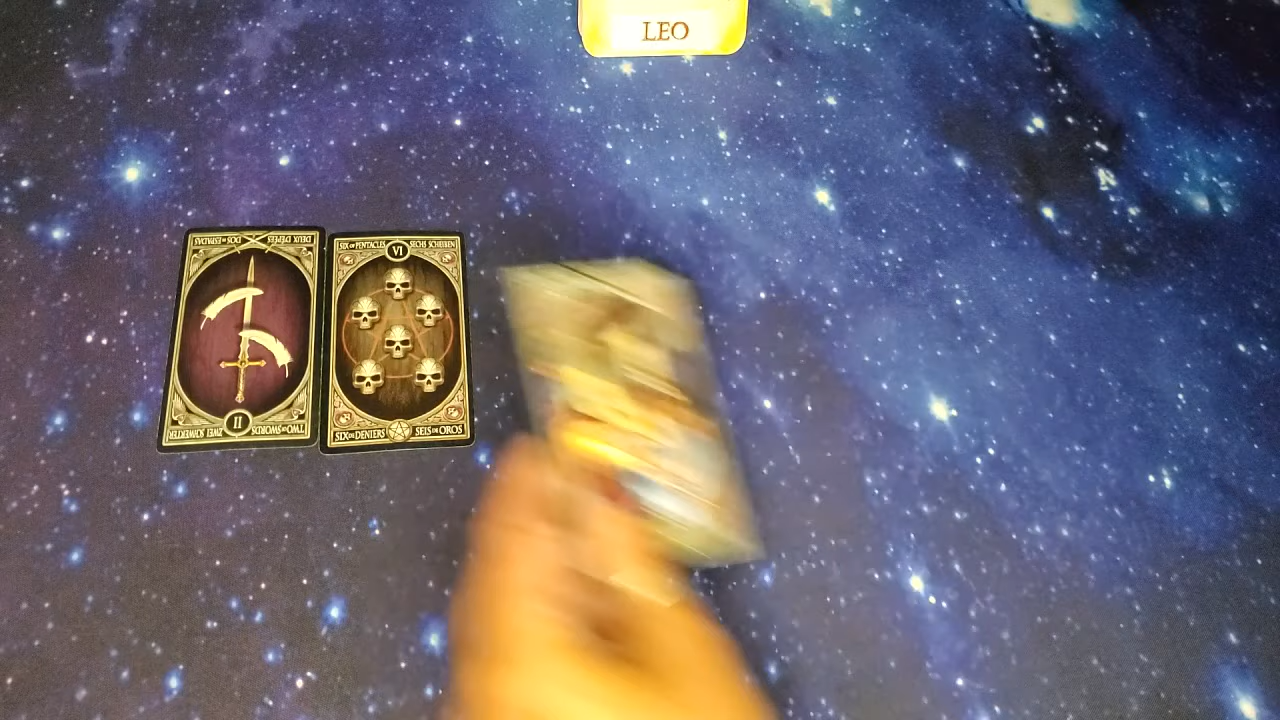 LEO
DEUX D'ÉPÉES DOS DE ESPADAS
II
TWO OF SWORDS ZWEI SCHWERTER
SIX OF PENTACLES SECHS SCHEIBEN
VI
SIX DE DENIERS SEIS DE OROS